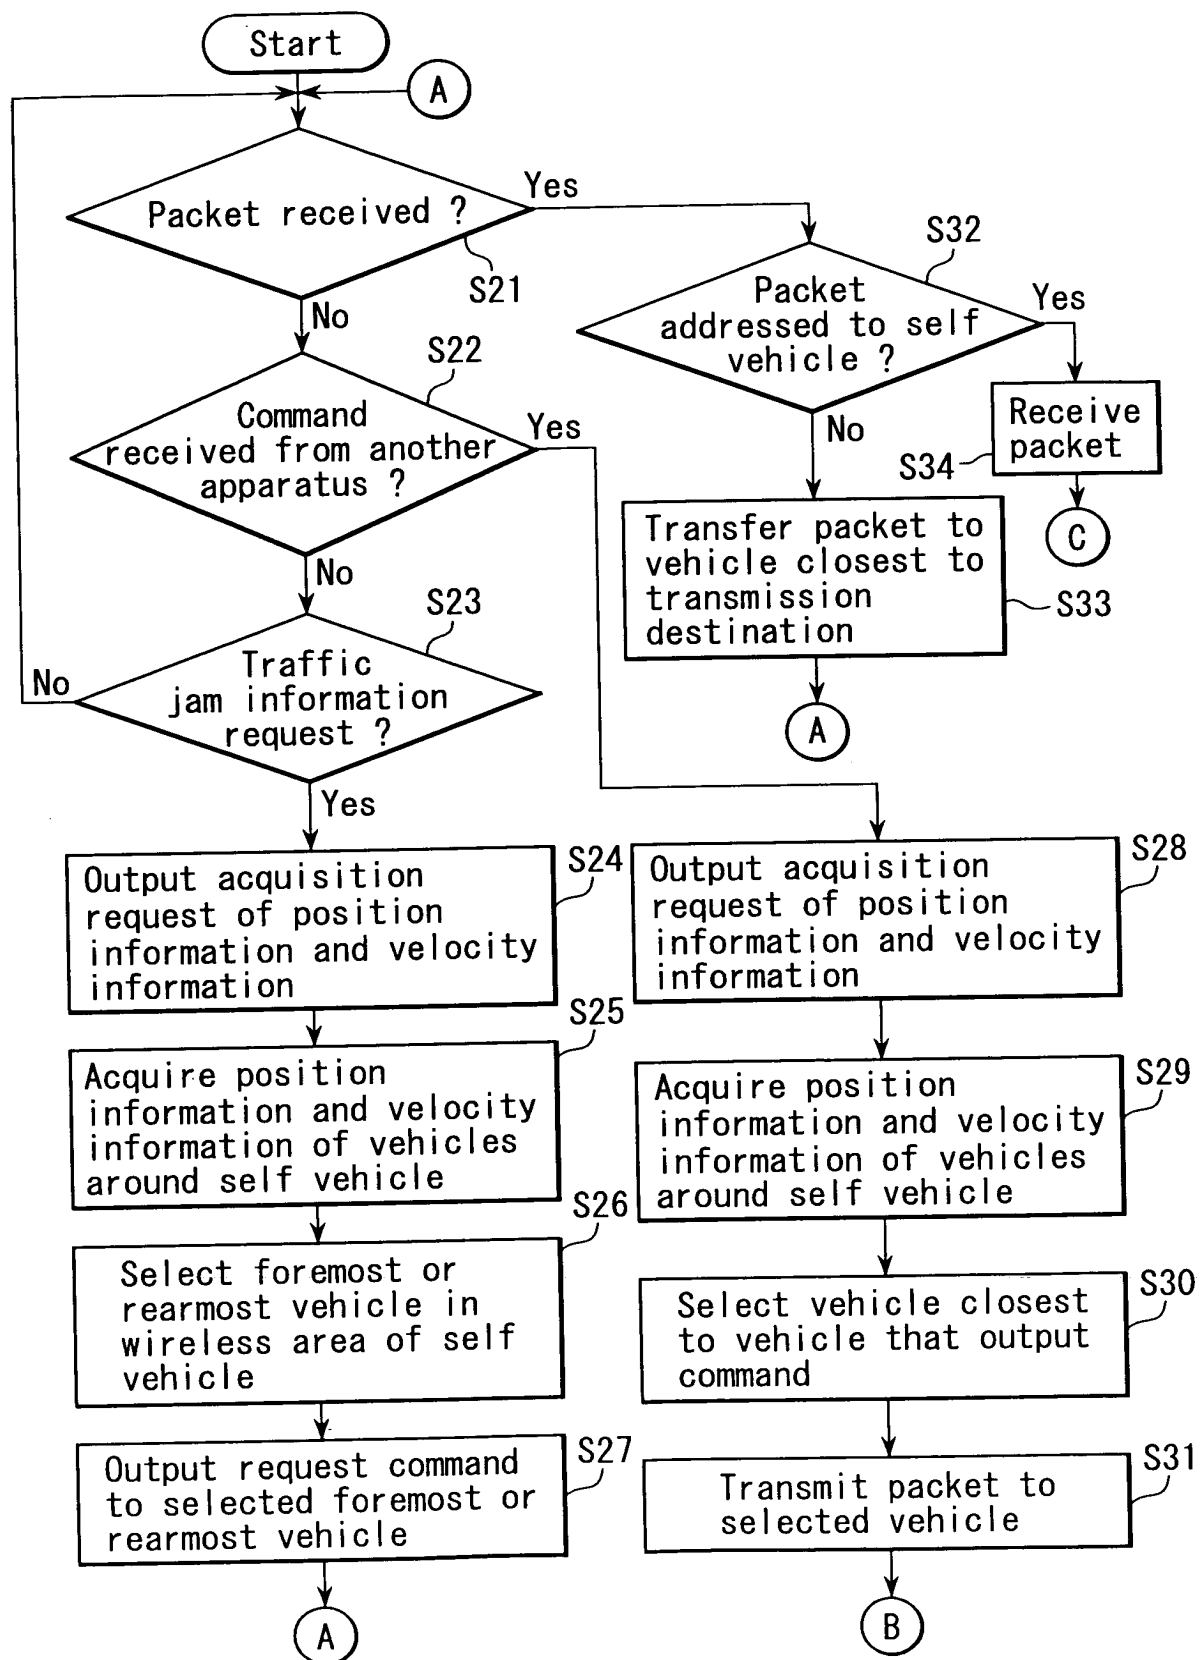 Start
A
Packet received ?
Yes
S21
No
S32
Packet
addressed to self
vehicle ?
Yes
No
S34
Receive
packet
C
S22
Command
received from another
apparatus ?
Yes
No
Transfer packet to
vehicle closest to
transmission
destination
S33
A
S23
Traffic
jam information
request ?
No
Yes
S24
Output acquisition
request of position
information and velocity
information
S25
Acquire position
information and velocity
information of vehicles
around self vehicle
S26
Select foremost or
rearmost vehicle in
wireless area of self
vehicle
S27
Output request command
to selected foremost or
rearmost vehicle
A
S28
Output acquisition
request of position
information and velocity
information
S29
Acquire position
information and velocity
information of vehicles
around self vehicle
S30
Select vehicle closest
to vehicle that output
command
S31
Transmit packet to
selected vehicle
B